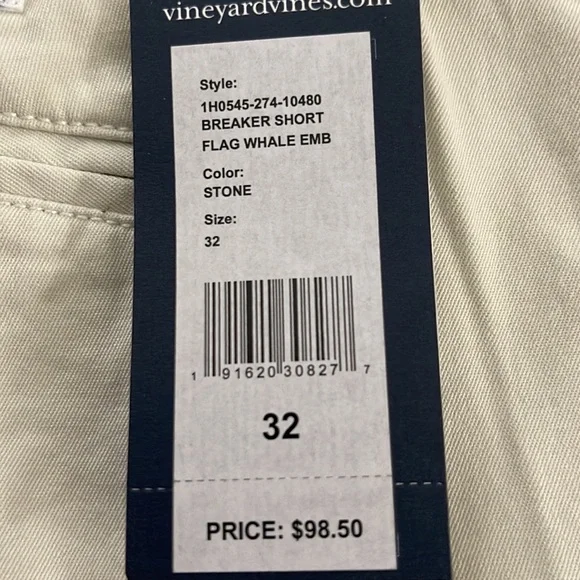 vineyardvines.com
Style:
1H0545-274-10480
BREAKER SHORT
FLAG WHALE EMB
Color:
STONE
Size:
32
1 91620 30827 7
32
PRICE: $98.50